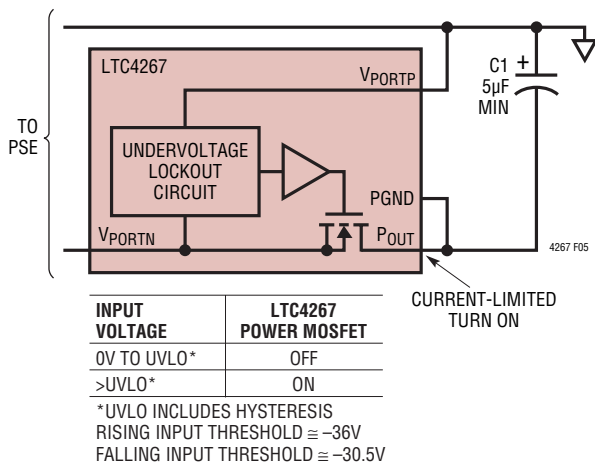 LTC4267
VPORTP
C1
+
5µF
MIN
TO
PSE
UNDERVOLTAGE
LOCKOUT
CIRCUIT
PGND
VPORTN
POUT
4267 F05
CURRENT-LIMITED
TURN ON
INPUT
VOLTAGE
LTC4267
POWER MOSFET
0V TO UVLO*
OFF
>UVLO*
ON
*UVLO INCLUDES HYSTERESIS
RISING INPUT THRESHOLD ≅ –36V
FALLING INPUT THRESHOLD ≅ –30.5V